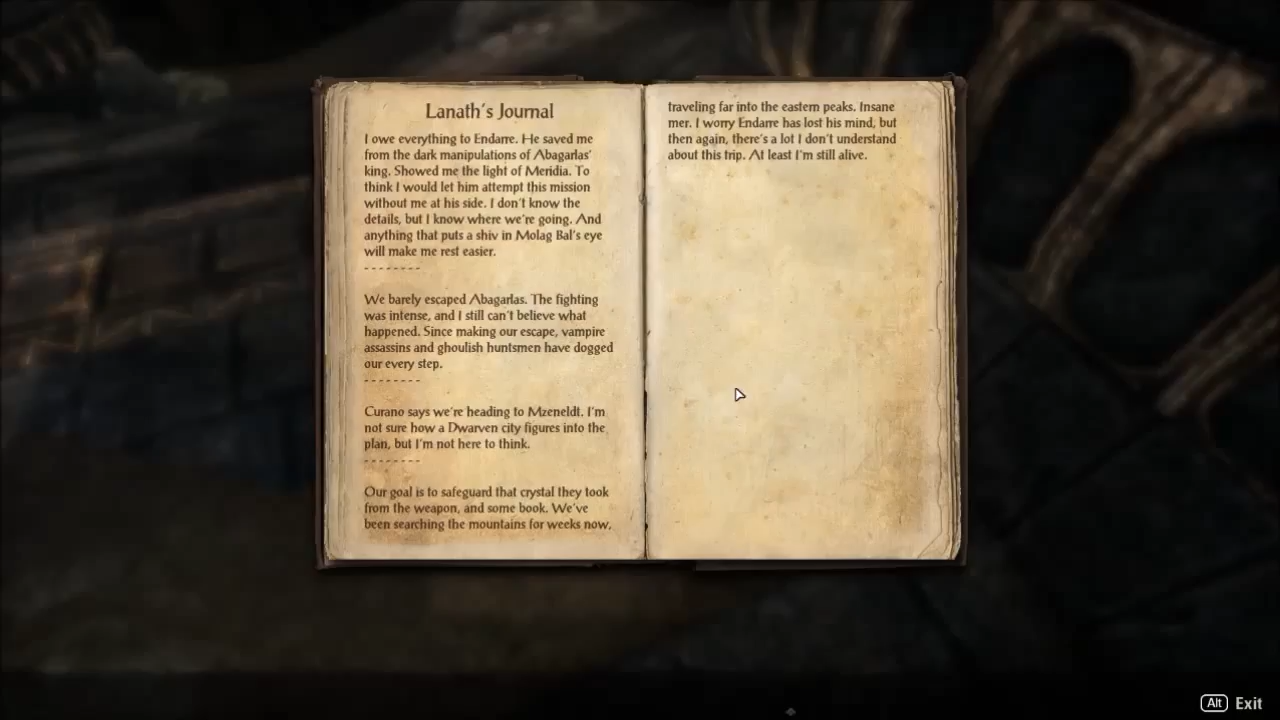 Lanath's Journal
I owe everything to Endarre. He saved me
from the dark manipulations of Abagarlas'
king. Showed me the light of Meridia. To
think I would let him attempt this mission
without me at his side. I don't know the
details, but I know where we're going. And
anything that puts a shiv in Molag Bal's eye
will make me rest easier.
--------
We barely escaped Abagarlas. The fighting
was intense, and I still can't believe what
happened. Since making our escape, vampire
assassins and ghoulish huntsmen have dogged
our every step.
--------
Curano says we're heading to Mzeneldt. I'm
not sure how a Dwarven city figures into the
plan, but I'm not here to think.
--------
Our goal is to safeguard that crystal they took
from the weapon, and some book. We've
been searching the mountains for weeks now,
traveling far into the eastern peaks. Insane
mer. I worry Endarre has lost his mind, but
then again, there's a lot I don't understand
about this trip. At least I'm still alive.
Alt Exit